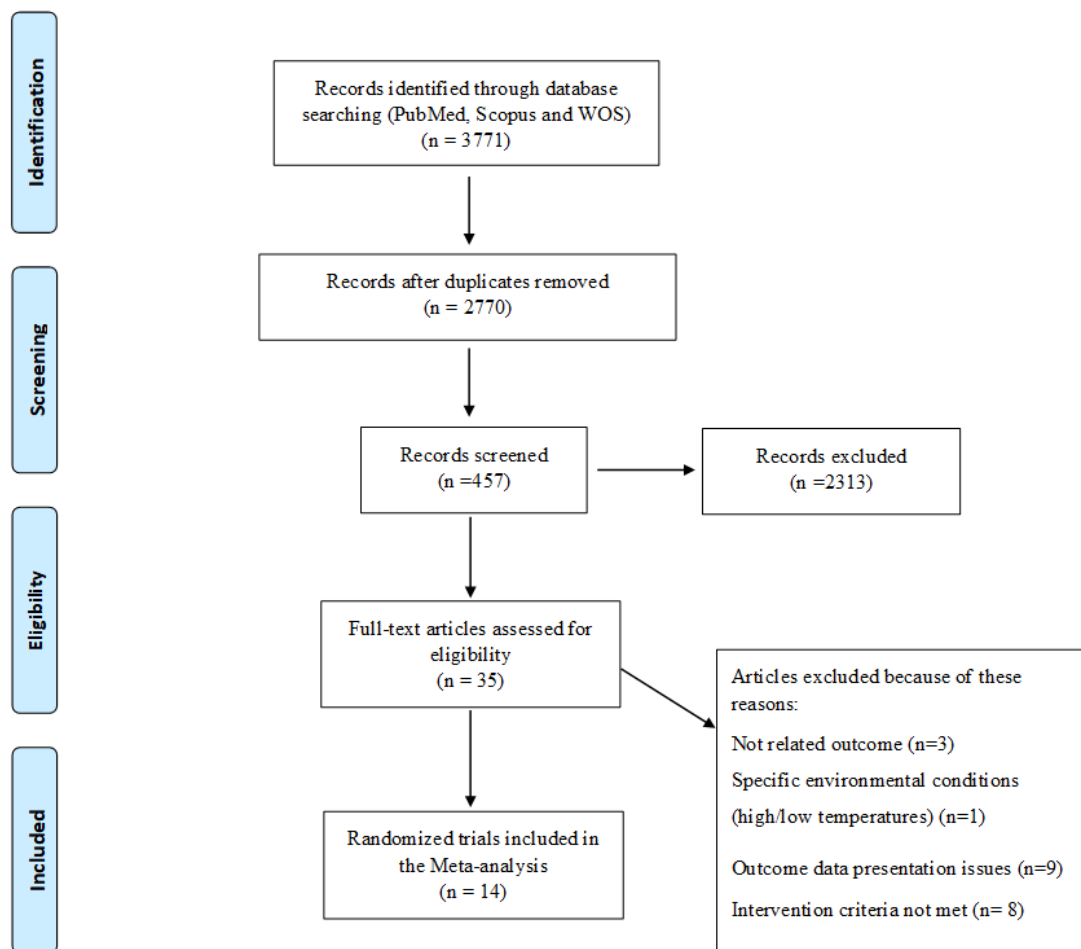 Identification
Records identified through database
searching (PubMed, Scopus and WOS)
(n = 3771)
Records after duplicates removed
(n = 2770)
Screening
Records screened
(n =457)
Records excluded
(n =2313)
Eligibility
Full-text articles assessed for
eligibility
(n = 35)
Articles excluded because of these
reasons:
Not related outcome (n=3)
Specific environmental conditions
(high/low temperatures) (n=1)
Outcome data presentation issues (n=9)
Intervention criteria not met (n= 8)
Included
Randomized trials included in
the Meta-analysis
(n = 14)